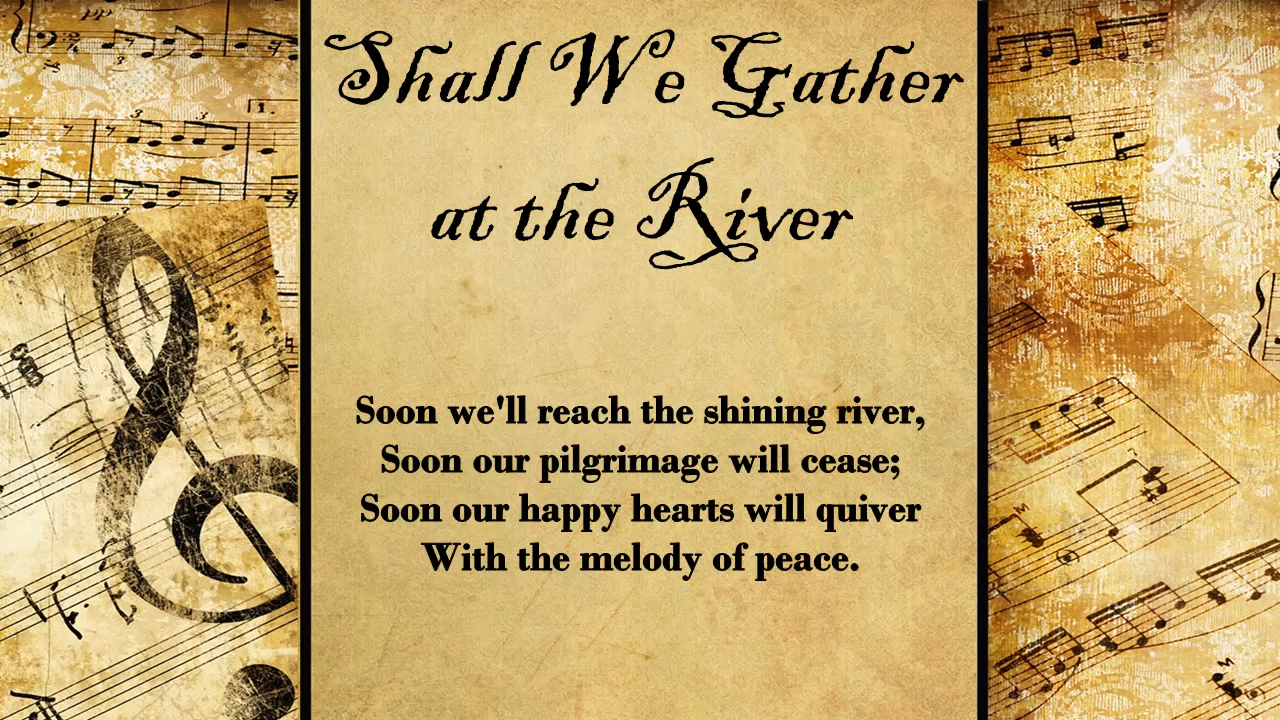 Shall We Gather
at the River
Soon we'll reach the shining river,
Soon our pilgrimage will cease;
Soon our happy hearts will quiver
With the melody of peace.